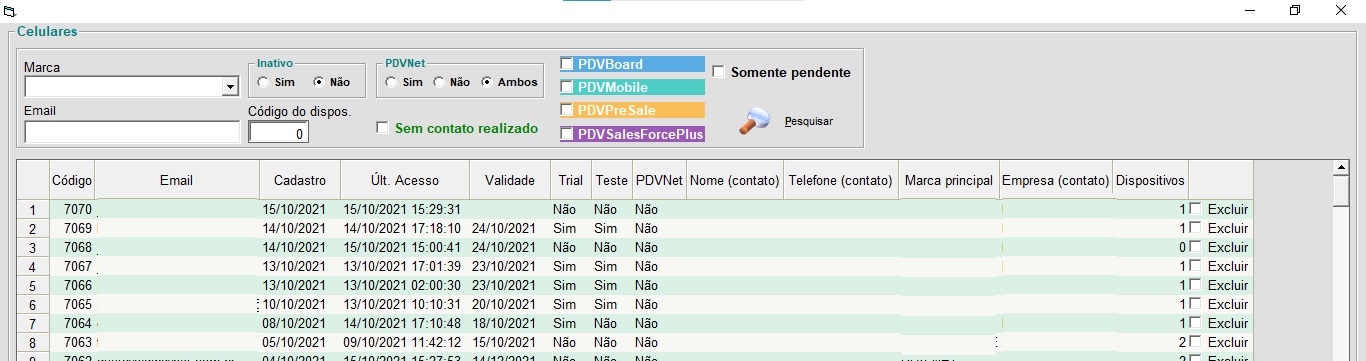 Celulares
Marca
Inativo
Sim Não
PDVNet
Sim Não Ambos
PDVBoard
PDVMobile
PDVPreSale
PDVSalesForcePlus
Somente pendente
Email
Código do dispos.
0
Sem contato realizado
Pesquisar
Código Email Cadastro Últ. Acesso Validade Trial Teste PDVNet Nome (contato) Telefone (contato) Marca principal Empresa (contato) Dispositivos
1 7070 15/10/2021 15/10/2021 15:29:31 Não Não Não 1 Excluir
2 7069 14/10/2021 14/10/2021 17:18:10 24/10/2021 Sim Sim Não 1 Excluir
3 7068 14/10/2021 15/10/2021 15:00:41 24/10/2021 Não Não Não 0 Excluir
4 7067 13/10/2021 13/10/2021 17:01:39 23/10/2021 Sim Sim Não 1 Excluir
5 7066 13/10/2021 13/10/2021 02:00:30 23/10/2021 Sim Sim Não 1 Excluir
6 7065 10/10/2021 13/10/2021 10:10:31 20/10/2021 Sim Sim Não 1 Excluir
7 7064 08/10/2021 14/10/2021 17:10:48 18/10/2021 Sim Não Não 1 Excluir
8 7063 05/10/2021 09/10/2021 11:42:12 15/10/2021 Não Não Não 2 Excluir
9 7062 04/10/2021 15/10/2021 15:27:53 14/12/2021 Não Não Não 2 Excluir